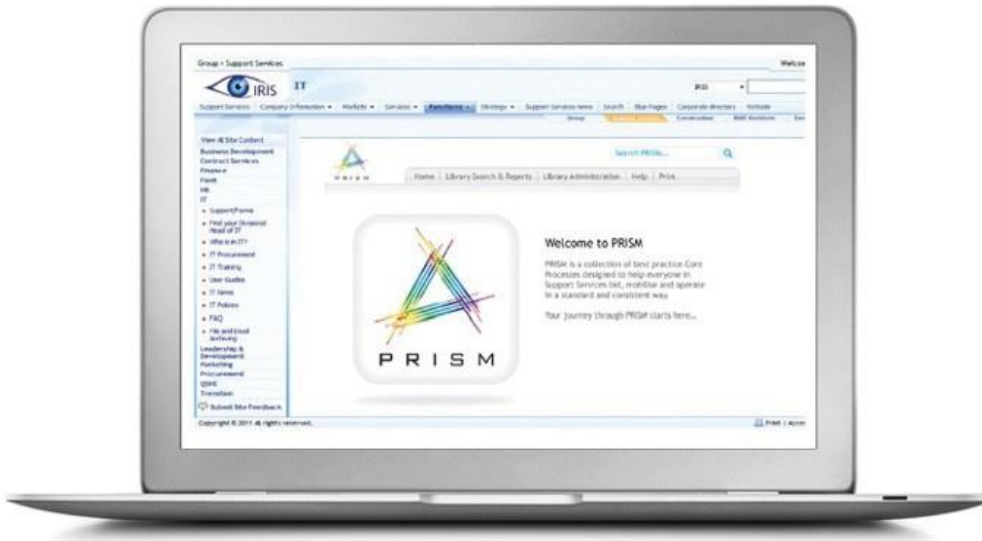 Group > Support Services
Welco
IRIS
IT
IRIS
Support Services Company Information Markets Services Functions Strategy Support Services news Search Blue Pages Corporate directory Website
Group
Construction
View All Site Content
Business Development
Contract Services
Finance
Fleet
HR
IT
Support/Forms
Find your Divisional
Head of IT
Who is in IT?
IT Procurement
IT Training
User Guides
IT News
IT Policies
FAQ
File and Email
Archiving
Leadership &
Development
Marketing
Procurement
QSHE
Transition
Submit Site Feedback
PRISM
Search PRISM...
Home Library Search & Reports Library Administration Help Print
PRISM
Welcome to PRISM
PRISM is a collection of best practice Core
Processes designed to help everyone in
Support Services bid, mobilise and operate
in a standard and consistent way.
Your journey through PRISM starts here...
Copyright © 2011 All rights reserved.
Print | Acces